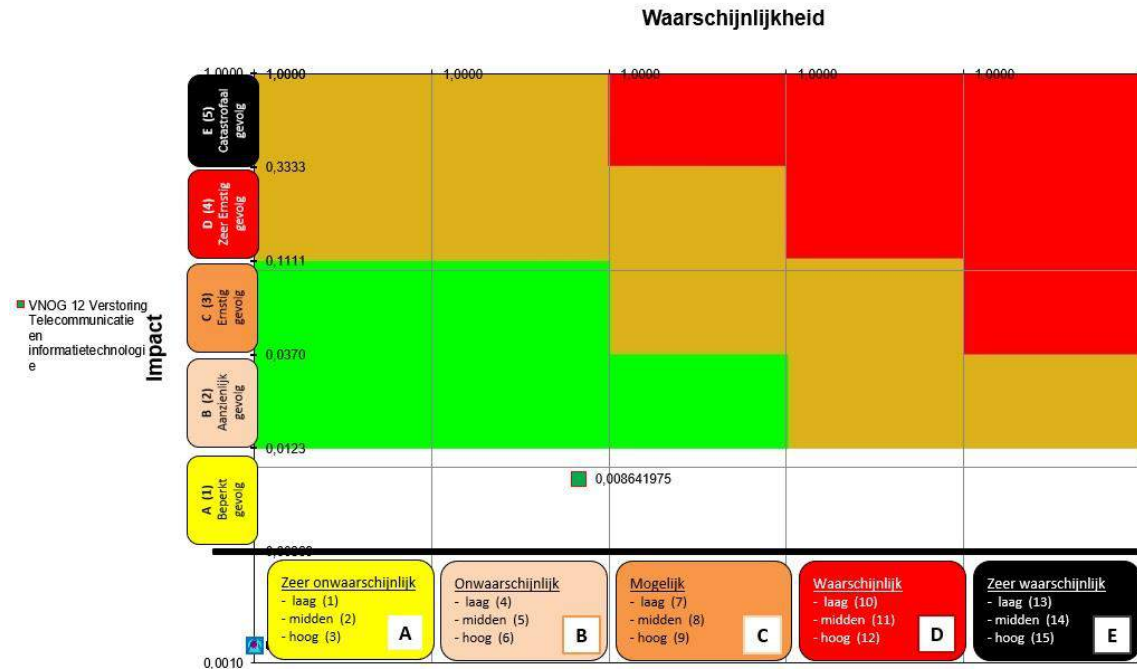 Waarschijnlijkheid
1,0000
1,0000
1,0000
1,0000
1,0000
1,0000
E (5)
Catastrofaal
gevolg
0,3333
D (4)
Zeer Ernstig
gevolg
0,1111
C (3)
Ernstig
gevolg
VNOG 12 Verstoring
Telecommunicatie
en
informatietechnologi
e
Impact
0,0370
B (2)
Aanzienlijk
gevolg
0,0123
A (1)
Beperkt
gevolg
0,008641975
Zeer onwaarschijnlijk
- laag (1)
- midden (2)
- hoog (3)
A
Onwaarschijnlijk
- laag (4)
- midden (5)
- hoog (6)
B
Mogelijk
- laag (7)
- midden (8)
- hoog (9)
C
Waarschijnlijk
- laag (10)
- midden (11)
- hoog (12)
D
Zeer waarschijnlijk
- laag (13)
- midden (14)
- hoog (15)
E
0,0010